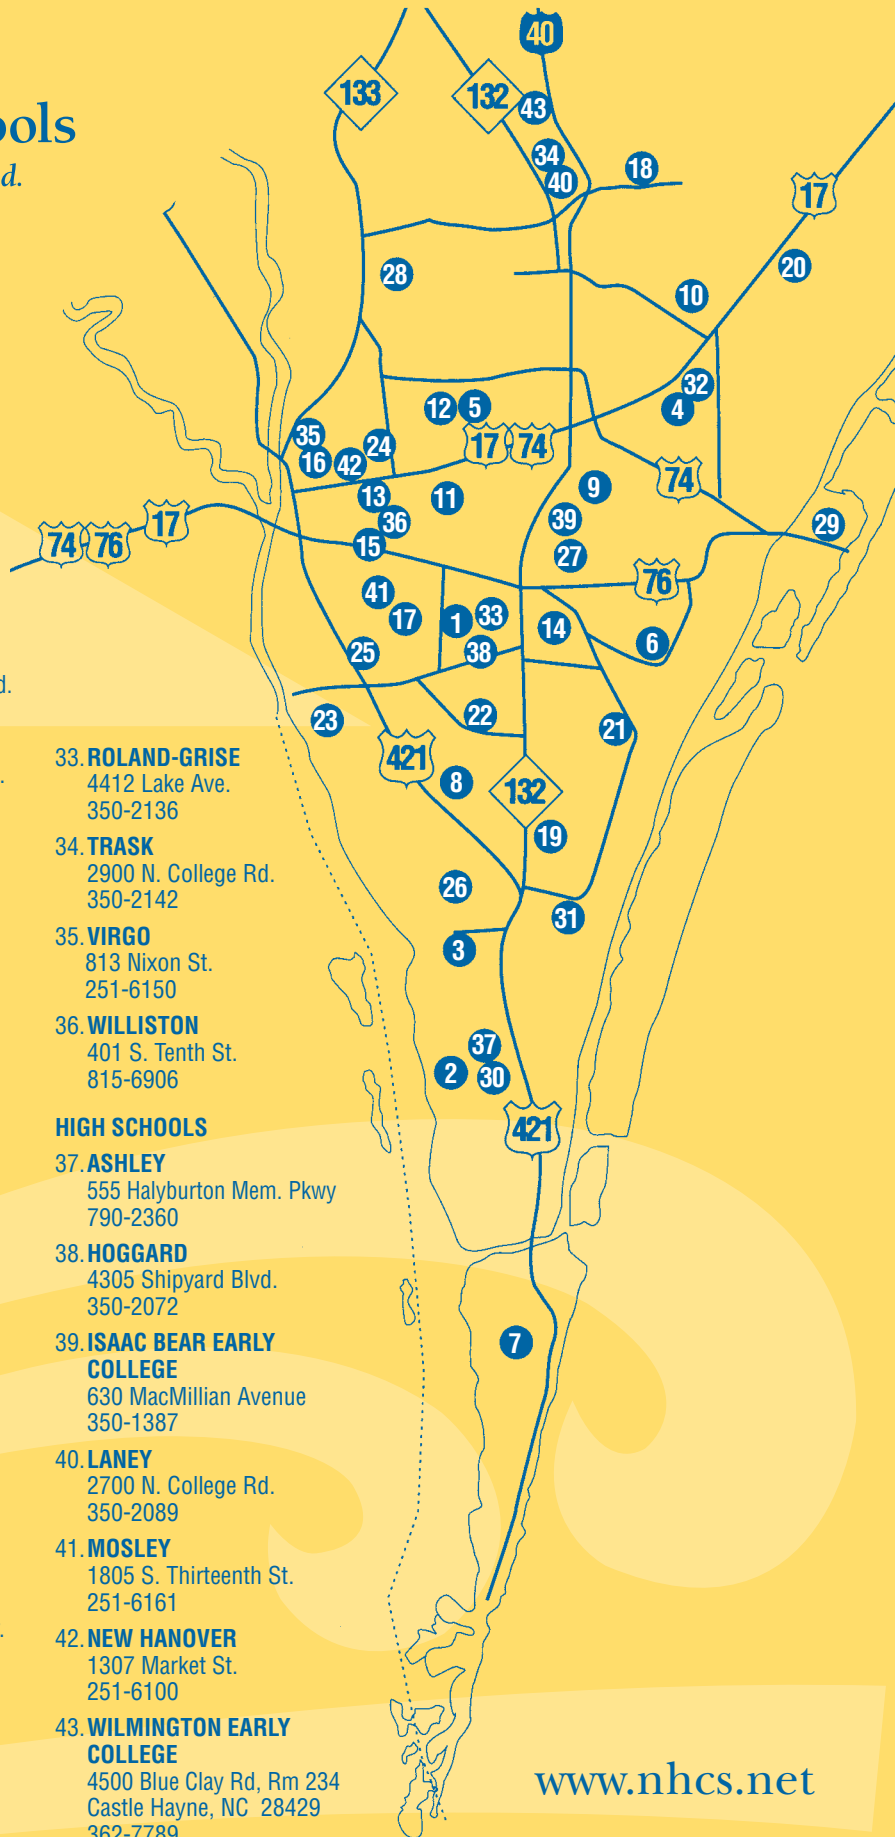 ools
d.
40
133
132
43
34
40
18
17
20
28
10
32
4
12
5
35
16
42
24
17
74
13
11
9
74
36
39
29
17
74
76
15
27
76
41
17
1
33
14
6
25
38
d.
23
22
21
421
8
132
19
26
31
3
37
2
30
421
7
.
33. ROLAND-GRISE
4412 Lake Ave.
350-2136
34. TRASK
2900 N. College Rd.
350-2142
35. VIRGO
813 Nixon St.
251-6150
36. WILLISTON
401 S. Tenth St.
815-6906
HIGH SCHOOLS
37. ASHLEY
555 Halyburton Mem. Pkwy
790-2360
38. HOGGARD
4305 Shipyard Blvd.
350-2072
39. ISAAC BEAR EARLY
COLLEGE
630 MacMillian Avenue
350-1387
40. LANEY
2700 N. College Rd.
350-2089
41. MOSLEY
1805 S. Thirteenth St.
251-6161
.
42. NEW HANOVER
1307 Market St.
251-6100
43. WILMINGTON EARLY
COLLEGE
4500 Blue Clay Rd, Rm 234
Castle Hayne, NC 28429
362-7789
www.nhcs.net